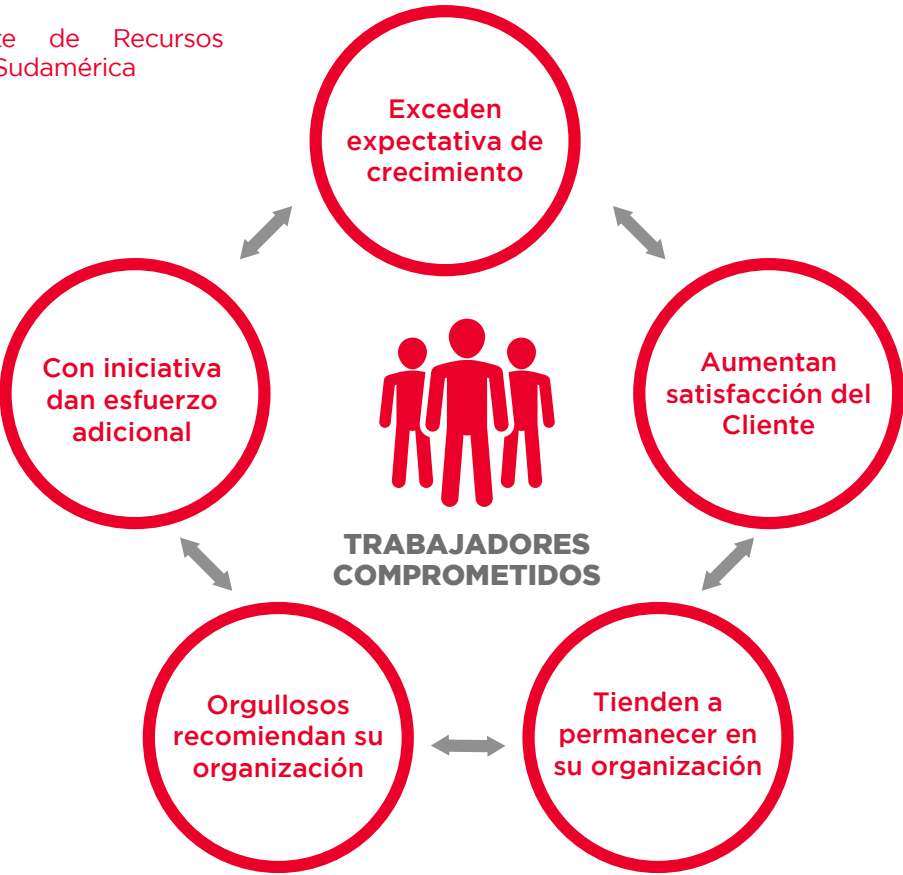 de Recursos
Sudamérica
Exceden
expectativa de
crecimiento
Con iniciativa
dan esfuerzo
adicional
Aumentan
satisfacción del
Cliente
TRABAJADORES
COMPROMETIDOS
Orgullosos
recomiendan su
organización
Tienden a
permanecer en
su organización